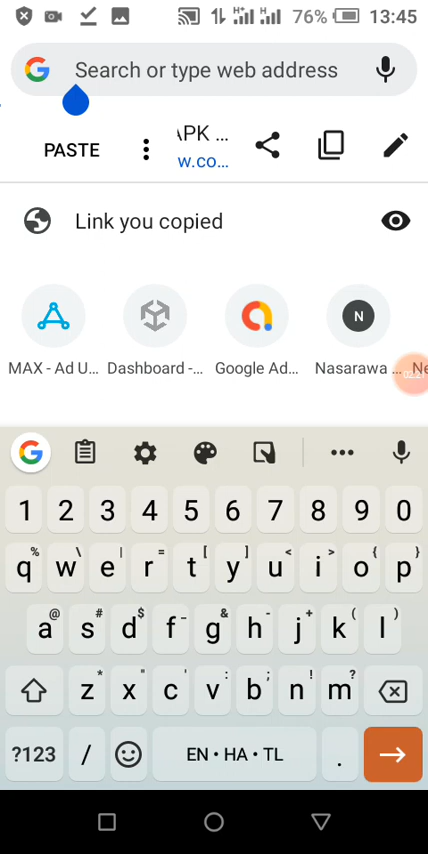 76% 13:45
Search or type web address
PASTE
APK ...
w.co...
Link you copied
N
MAX - Ad U... Dashboard -... Google Ad... Nasarawa ... Ne
1 2 3 4 5 6 7 8 9 0
% \ | = [ ] < > { }
q w e r t y u i o p
@ # $ _ & - + ( )
a s d f g h j k l
* " ' : ; ! ?
z x c v b n m
?123 / EN • HA • TL .